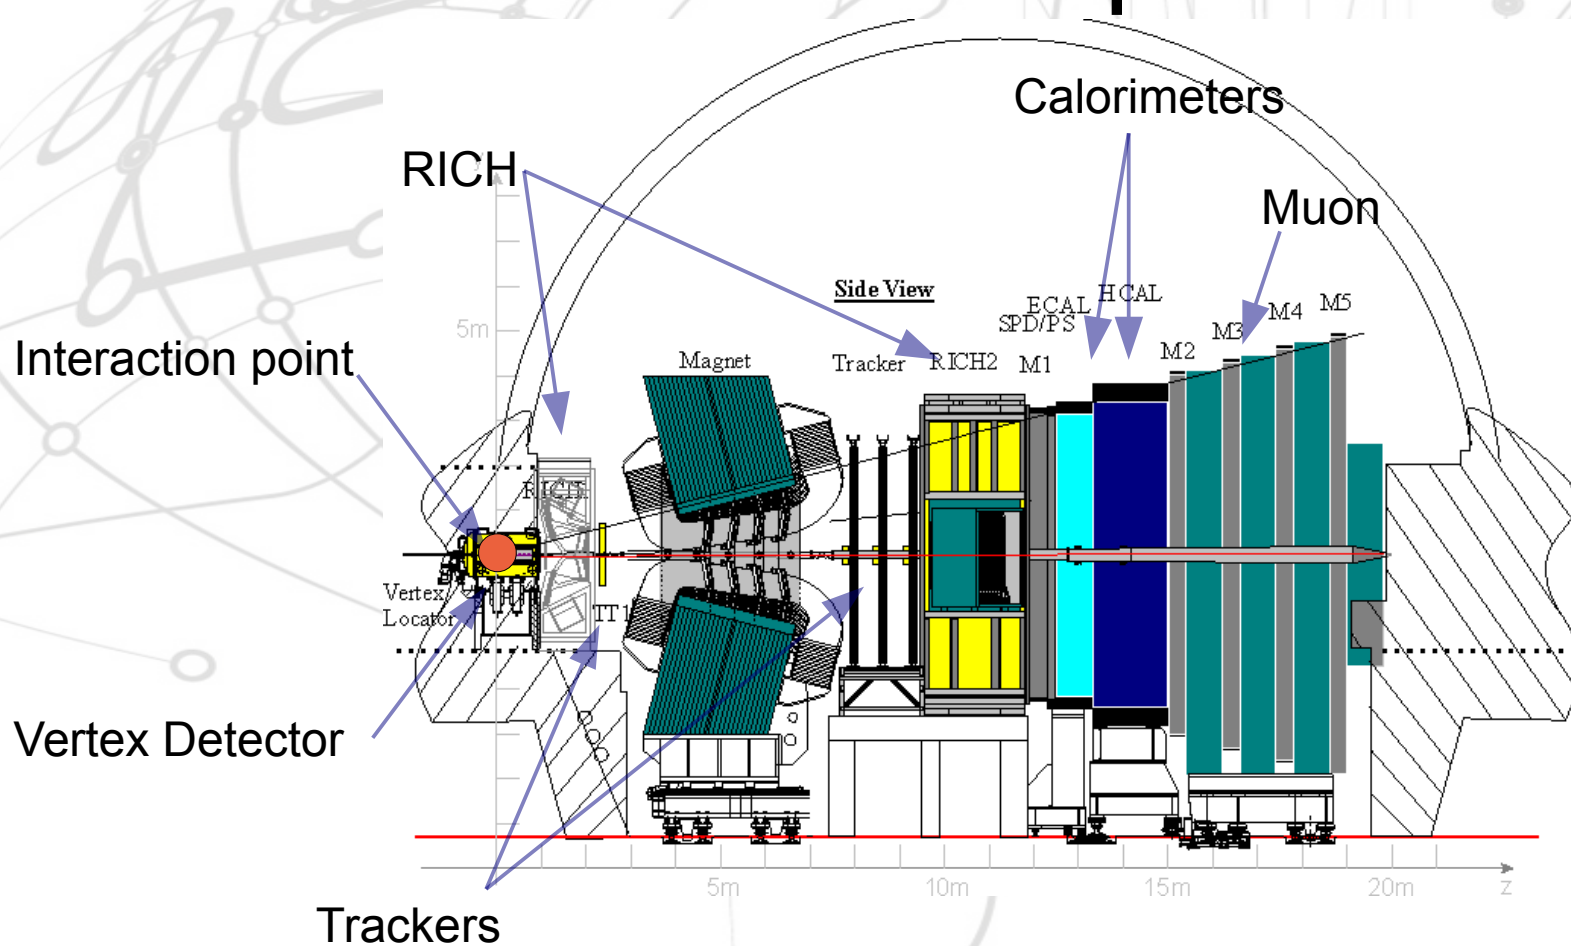 Calorimeters
RICH
Muon
Side View
ECAL
HCAL
SPD/PS
M1
M2
M3
M4
M5
5m
Interaction point
Magnet
Tracker
RICH2
Vertex
Locator
TT1
Vertex Detector
5m
10m
15m
20m
z
Trackers